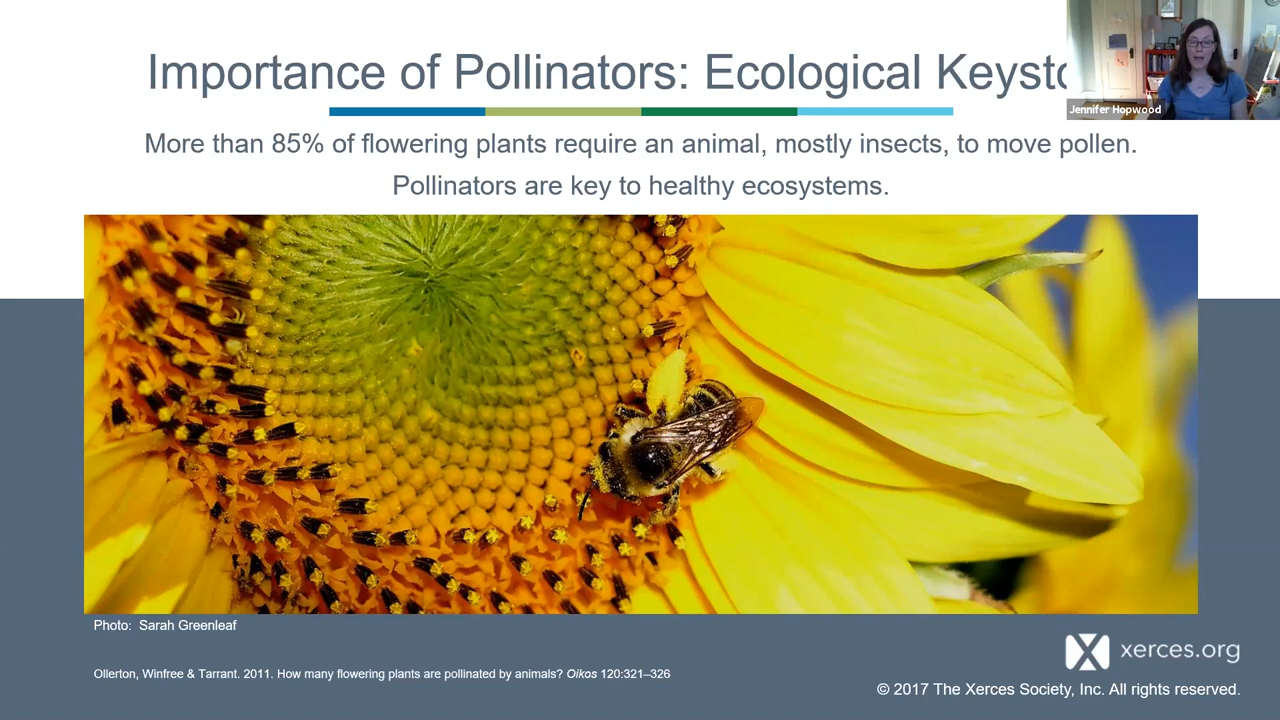 Importance of Pollinators: Ecological Keysto
Jennifer Hopwood
More than 85% of flowering plants require an animal, mostly insects, to move pollen.
Pollinators are key to healthy ecosystems.
Photo: Sarah Greenleaf
xerces.org
Ollerton, Winfree & Tarrant. 2011. How many flowering plants are pollinated by animals? Oikos 120:321–326
© 2017 The Xerces Society, Inc. All rights reserved.